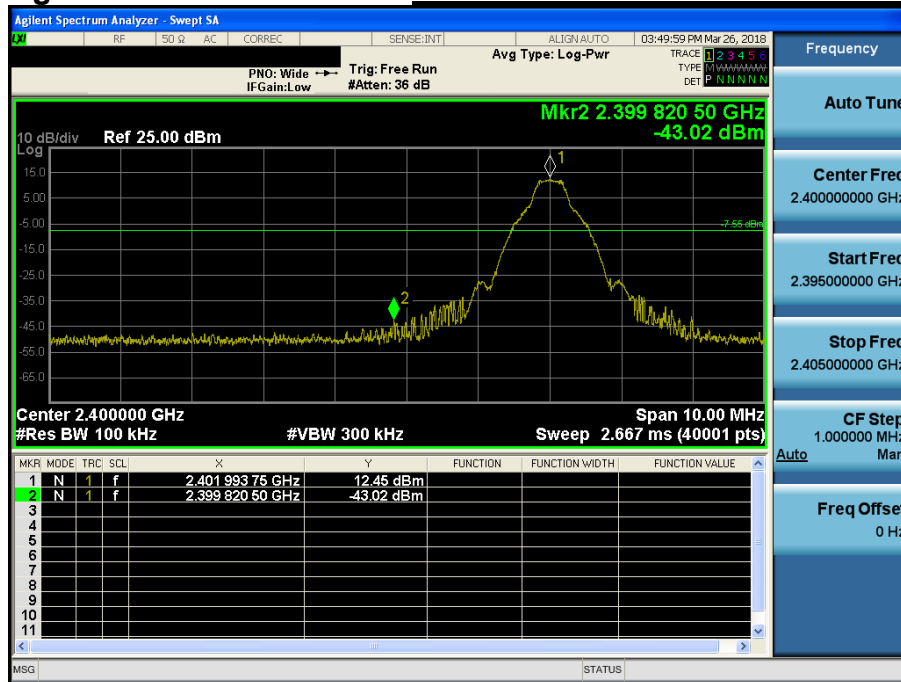 Agilent Spectrum Analyzer - Swept SA
LXI RF 50 Ω AC CORREC SENSE:INT ALIGN AUTO 03:49:59 PM Mar 26, 2018
Frequency
PNO: Wide Trig: Free Run Avg Type: Log-Pwr TRACE 1 2 3 4 5 6
IFGain:Low #Atten: 36 dB TYPE M WWWWW
DET P N N N N N
Auto Tune
Mkr2 2.399 820 50 GHz
10 dB/div Ref 25.00 dBm -43.02 dBm
Log
1
15.0
5.00
-5.00
-7.55 dBm
-15.0
-25.0
-35.0
2
-45.0
-55.0
-65.0
Center Freq
2.400000000 GHz
Start Freq
2.395000000 GHz
Stop Freq
2.405000000 GHz
Center 2.400000 GHz Span 10.00 MHz
#Res BW 100 kHz #VBW 300 kHz Sweep 2.667 ms (40001 pts)
CF Step
1.000000 MHz
Auto Man
MKR MODE TRC SCL X Y FUNCTION FUNCTION WIDTH FUNCTION VALUE
1 N 1 f 2.401 993 75 GHz 12.45 dBm
2 N 1 f 2.399 820 50 GHz -43.02 dBm
3
4
5
6
7
8
9
10
11
Freq Offset
0 Hz
MSG STATUS